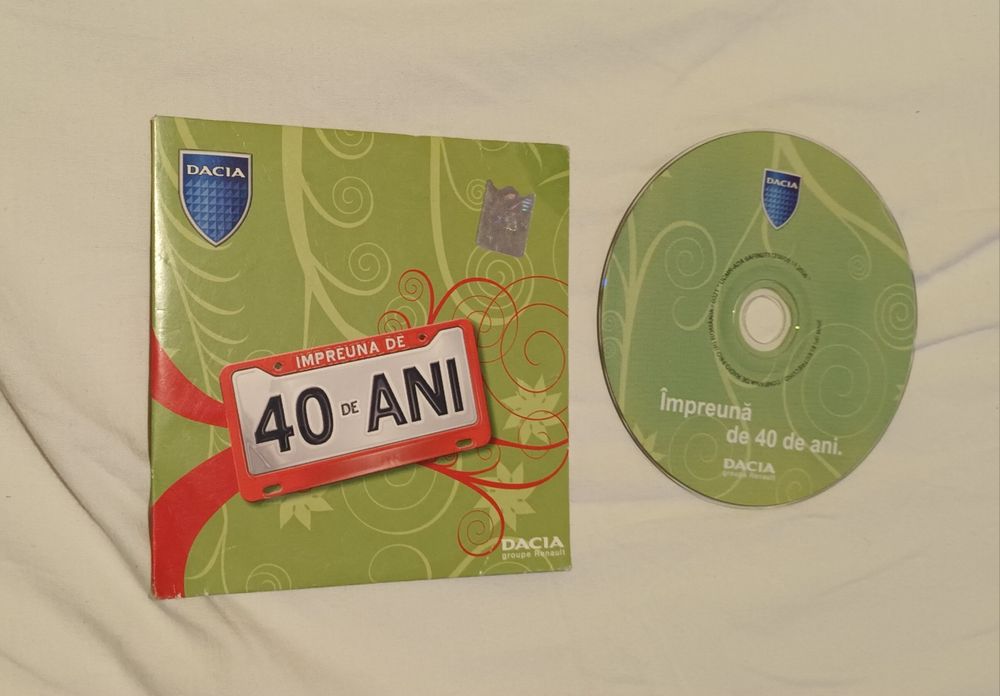 DACIA
IMPREUNA DE
40 DE ANI
DACIA
groupe Renault
DACIA
Împreună
de 40 de ani.
DACIA
groupe Renault